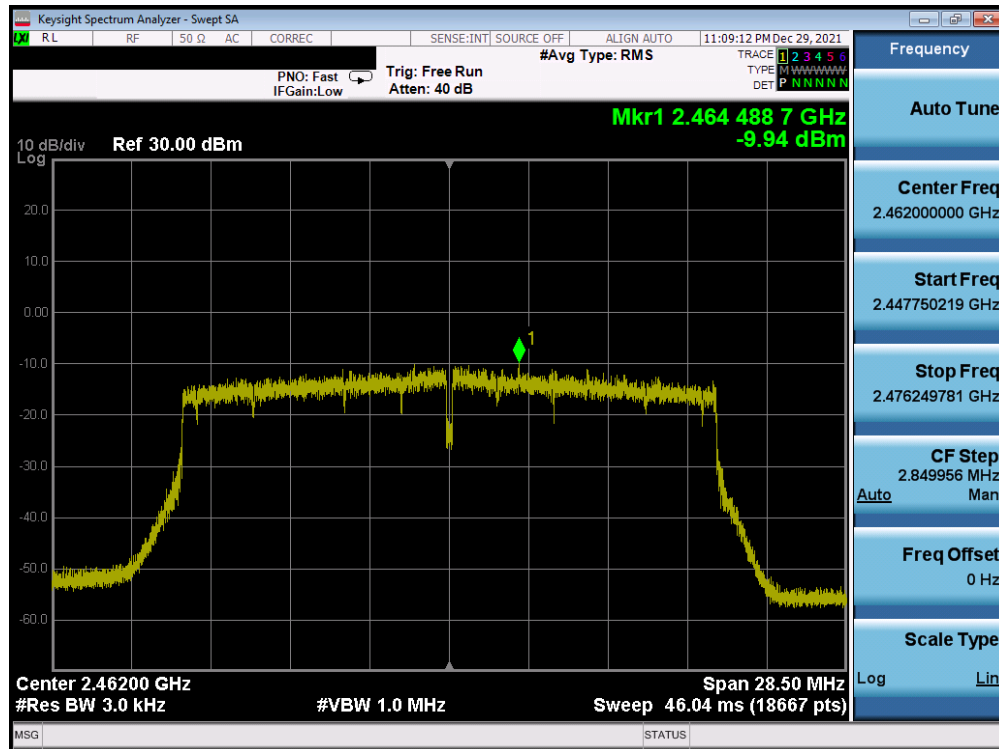 Keysight Spectrum Analyzer - Swept SA
LXI RL RF 50 Ω AC CORREC SENSE:INT SOURCE OFF ALIGN AUTO 11:09:12 PM Dec 29, 2021
PNO: Fast
IFGain:Low
Trig: Free Run
Atten: 40 dB
#Avg Type: RMS
TRACE 1 2 3 4 5 6
TYPE M WWWWW
DET P N N N N N
Mkr1 2.464 488 7 GHz
-9.94 dBm
10 dB/div Ref 30.00 dBm
Log
20.0
10.0
0.00
-10.0
-20.0
-30.0
-40.0
-50.0
-60.0
1
Center 2.46200 GHz
Span 28.50 MHz
#Res BW 3.0 kHz
#VBW 1.0 MHz
Sweep 46.04 ms (18667 pts)
MSG
STATUS
Frequency
Auto Tune
Center Freq
2.462000000 GHz
Start Freq
2.447750219 GHz
Stop Freq
2.476249781 GHz
CF Step
2.849956 MHz
Auto Man
Freq Offset
0 Hz
Scale Type
Log Lin